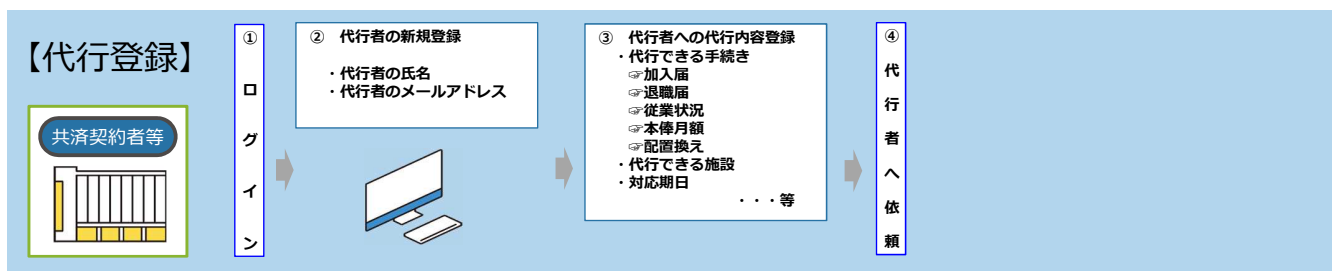 【代行登録】
共済契約者等
①ログイン
② 代行者の新規登録
・代行者の氏名
・代行者のメールアドレス
③ 代行者への代行内容登録
・代行できる手続き
☞加入届
☞退職届
☞従業状況
☞本俸月額
☞配置換え
・代行できる施設
・対応期日
・・・等
④代行者へ依頼